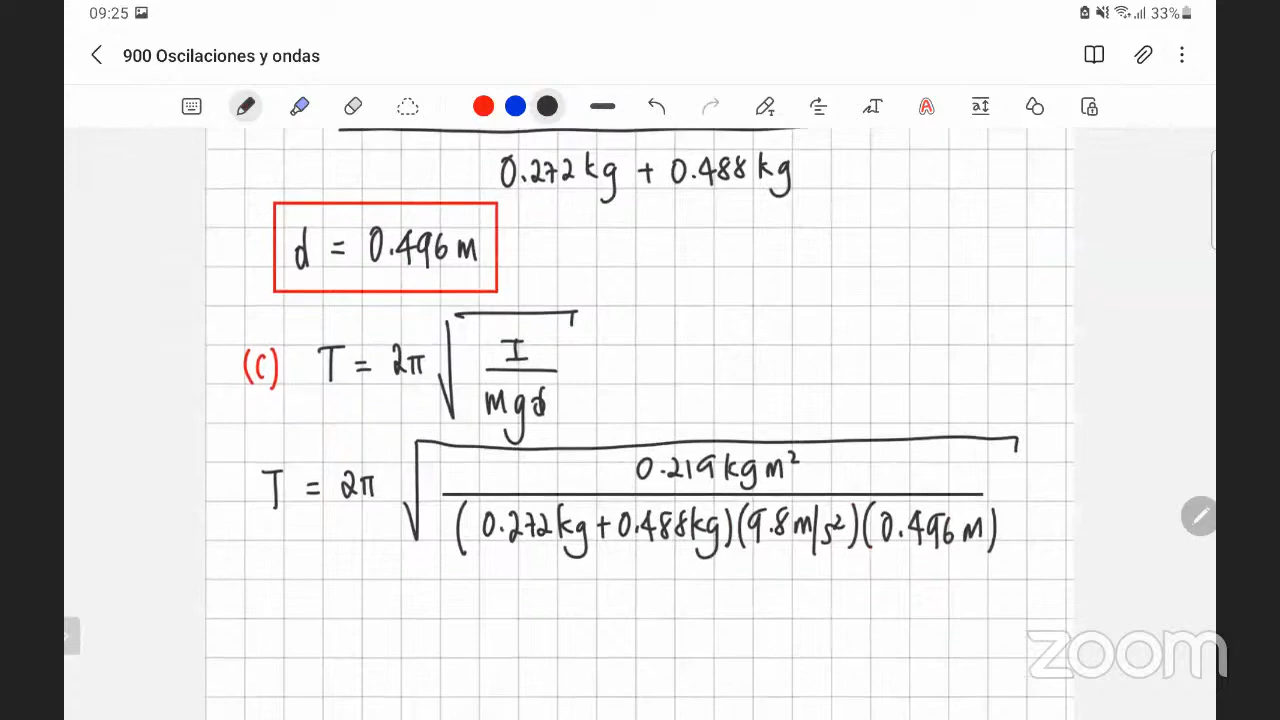 09:25 33%
900 Oscilaciones y ondas
0.272 kg + 0.488 kg
d = 0.496 m
(c) T = 2π √ I
mgd
T = 2π √ 0.219 kg m²
(0.272 kg + 0.488 kg)(9.8 m/s²)(0.496 m)
zoom